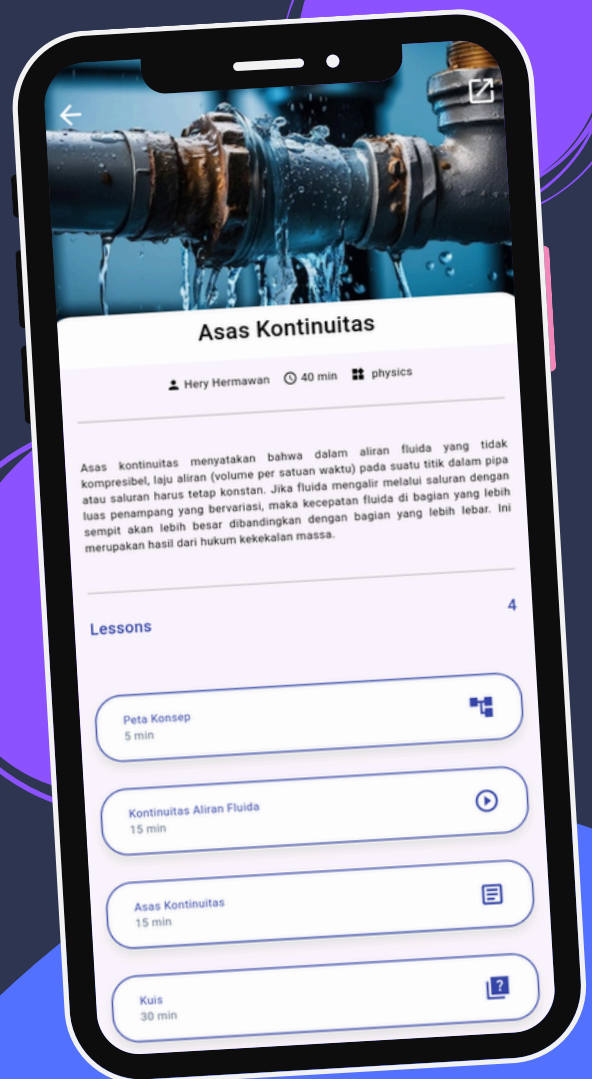 Asas Kontinuitas
Hery Hermawan 40 min physics
Asas kontinuitas menyatakan bahwa dalam aliran fluida yang tidak
kompresibel, laju aliran (volume per satuan waktu) pada suatu titik dalam pipa
atau saluran harus tetap konstan. Jika fluida mengalir melalui saluran dengan
luas penampang yang bervariasi, maka kecepatan fluida di bagian yang lebih
sempit akan lebih besar dibandingkan dengan bagian yang lebih lebar. Ini
merupakan hasil dari hukum kekekalan massa.
Lessons 4
Peta Konsep
5 min
Kontinuitas Aliran Fluida
15 min
Asas Kontinuitas
15 min
Kuis
30 min